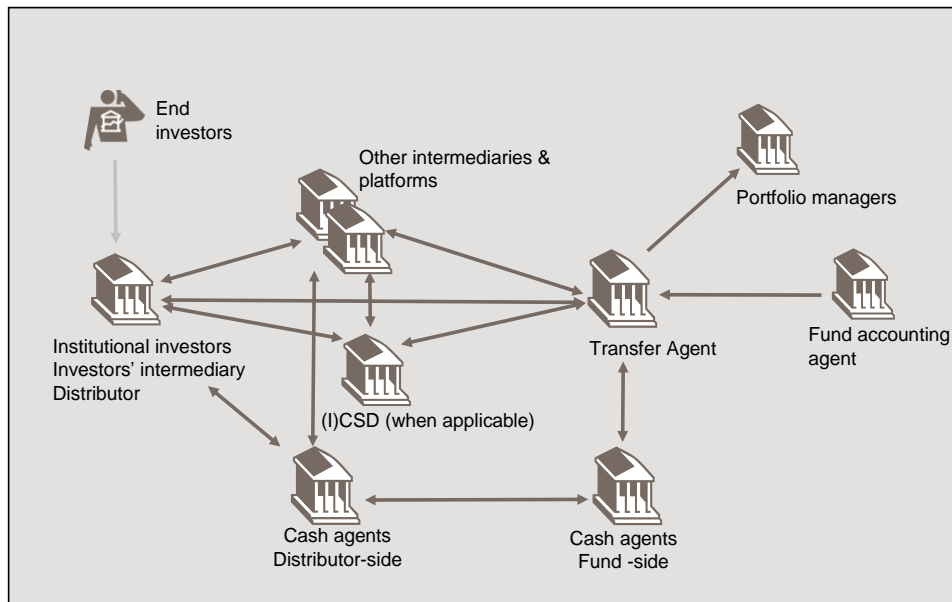 End
investors
Other intermediaries &
platforms
Portfolio managers
Institutional investors
Investors' intermediary
Distributor
Transfer Agent
Fund accounting
agent
(I)CSD (when applicable)
Cash agents
Distributor-side
Cash agents
Fund -side